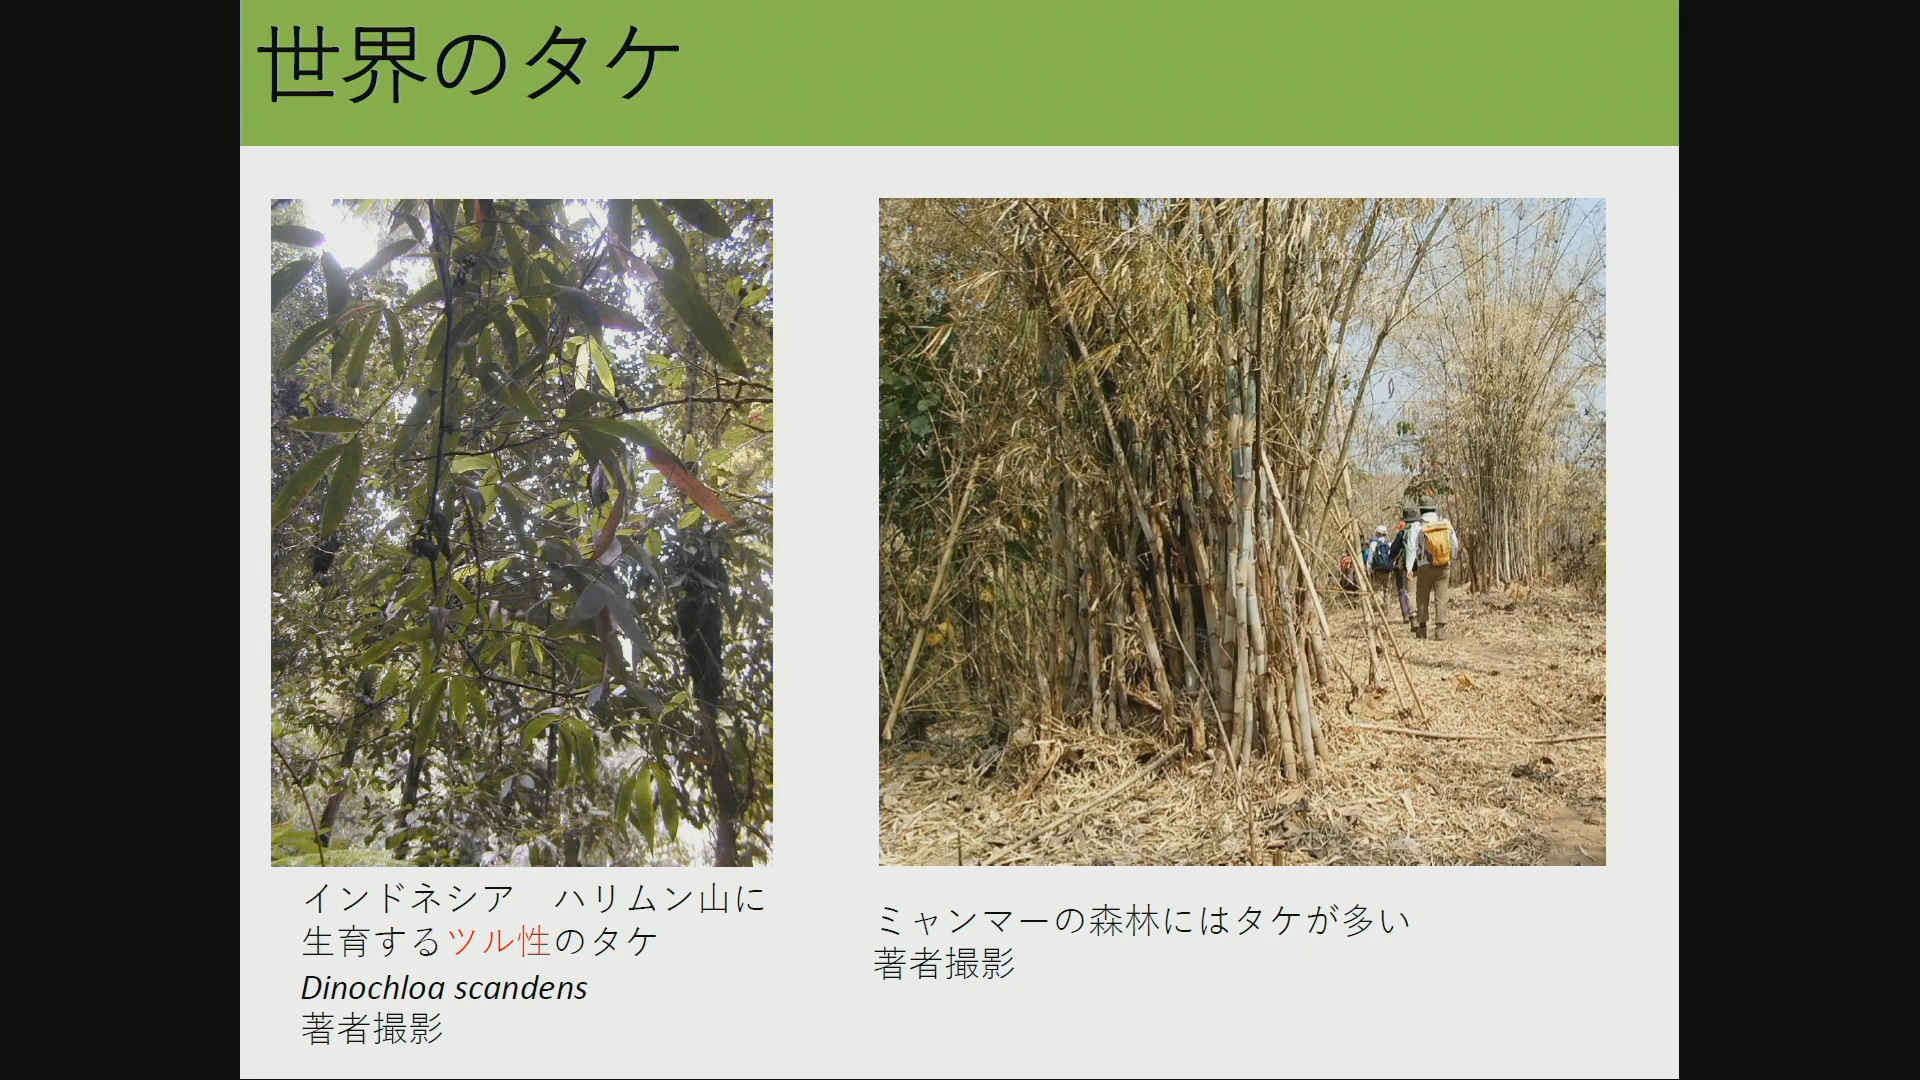 世界のタケ
インドネシア　ハリムン山に
生育するツル性のタケ
Dinochloa scandens
著者撮影
ミャンマーの森林にはタケが多い
著者撮影